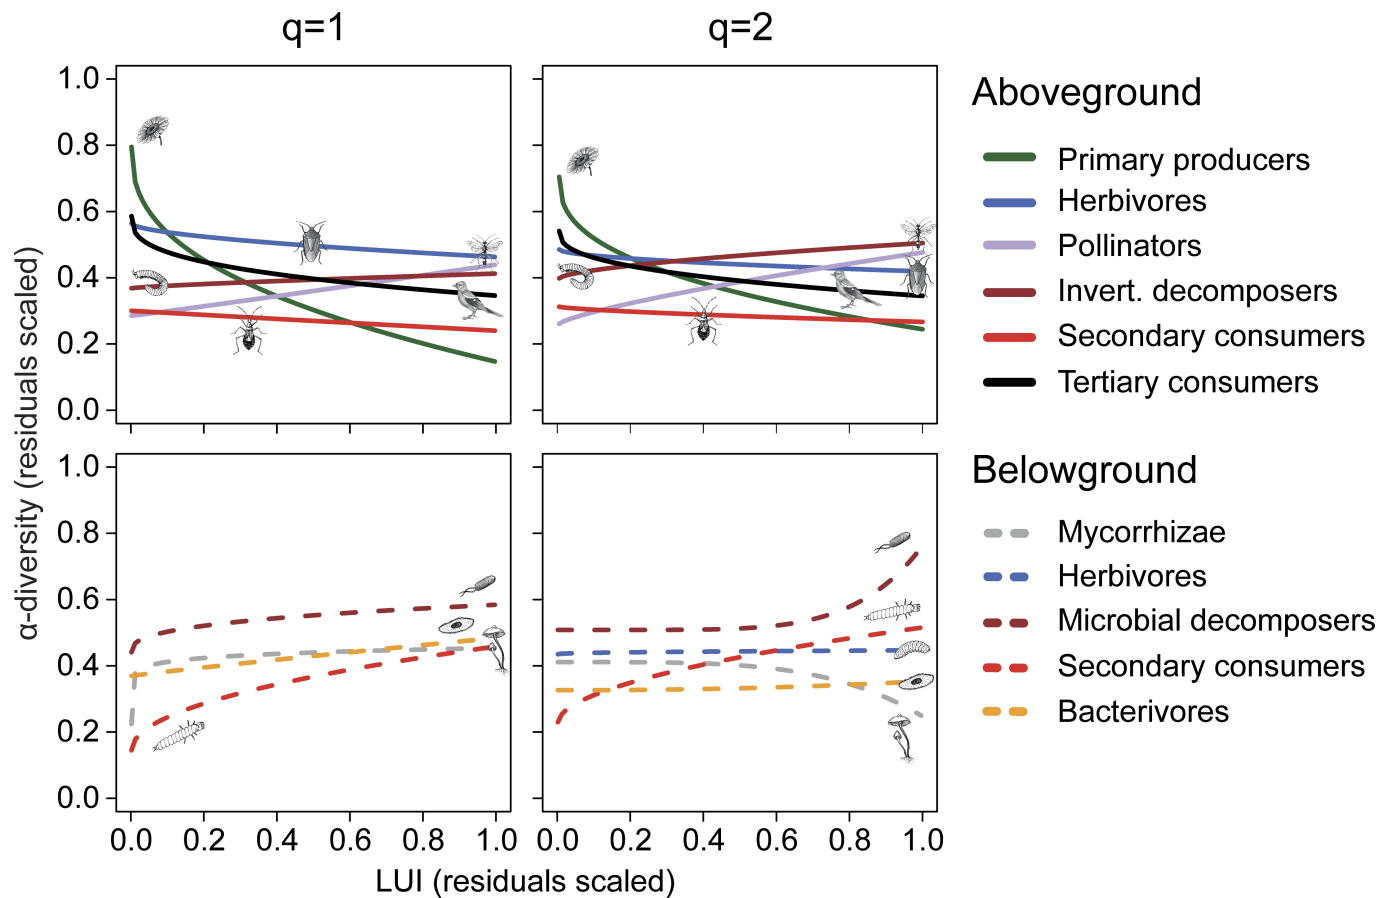 q=1
q=2
1.0
0.8
0.6
0.4
0.2
0.0
1.0
0.8
0.6
0.4
0.2
0.0
α-diversity (residuals scaled)
0.0 0.2 0.4 0.6 0.8 1.0
0.0 0.2 0.4 0.6 0.8 1.0
LUI (residuals scaled)
Aboveground
Primary producers
Herbivores
Pollinators
Invert. decomposers
Secondary consumers
Tertiary consumers
Belowground
Mycorrhizae
Herbivores
Microbial decomposers
Secondary consumers
Bacterivores